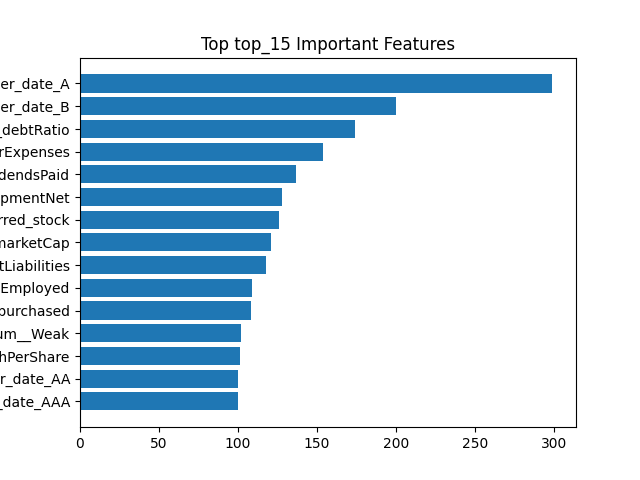 Top top_15 Important Features
er_date_A
er_date_B
_debtRatio
rExpenses
dendsPaid
pmentNet
rred_stock
marketCap
tLiabilities
Employed
purchased
um__Weak
hPerShare
r_date_AA
_date_AAA
0 50 100 150 200 250 300